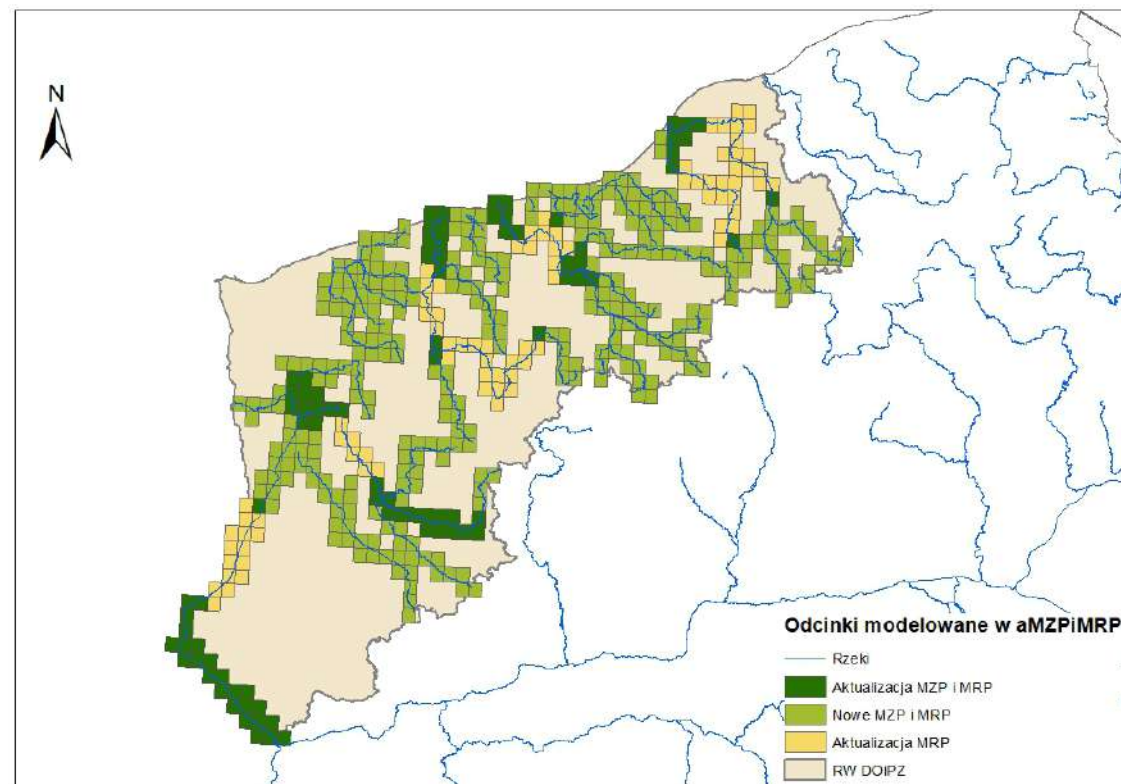 N
Odcinki modelowane w aMZPiMRP
Rzeki
Aktualizacja MZP i MRP
Nowe MZP i MRP
Aktualizacja MRP
RW DOiPZ